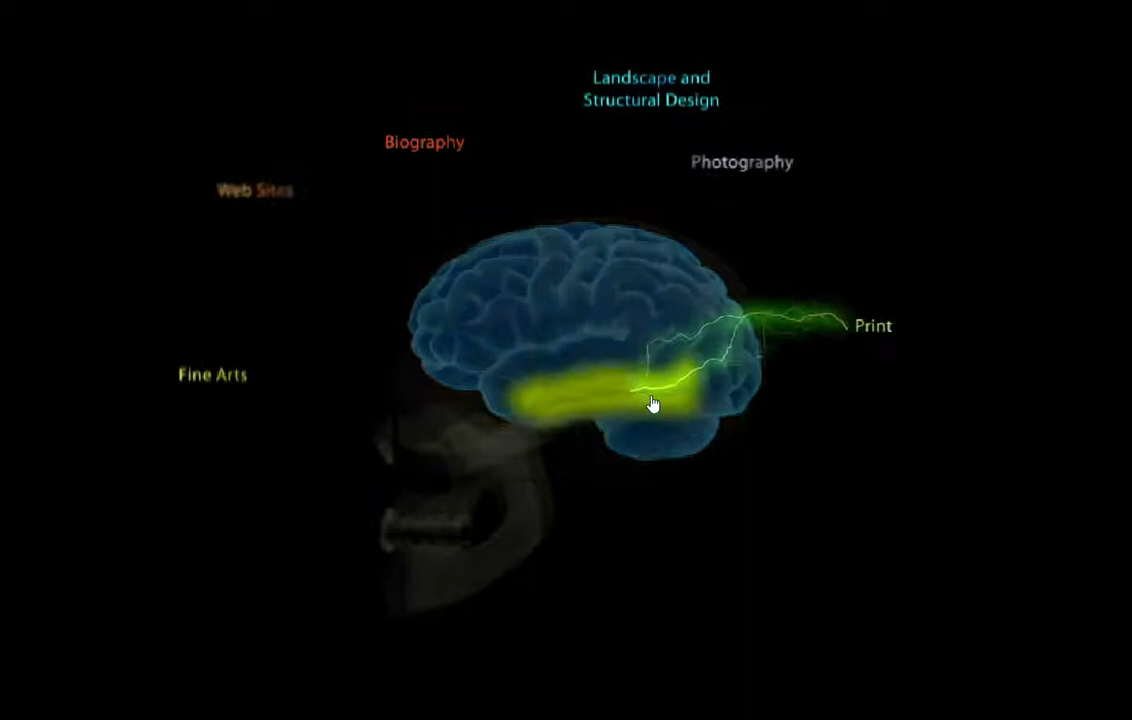 Landscape and
Structural Design
Biography
Photography
Web Sites
Print
Fine Arts